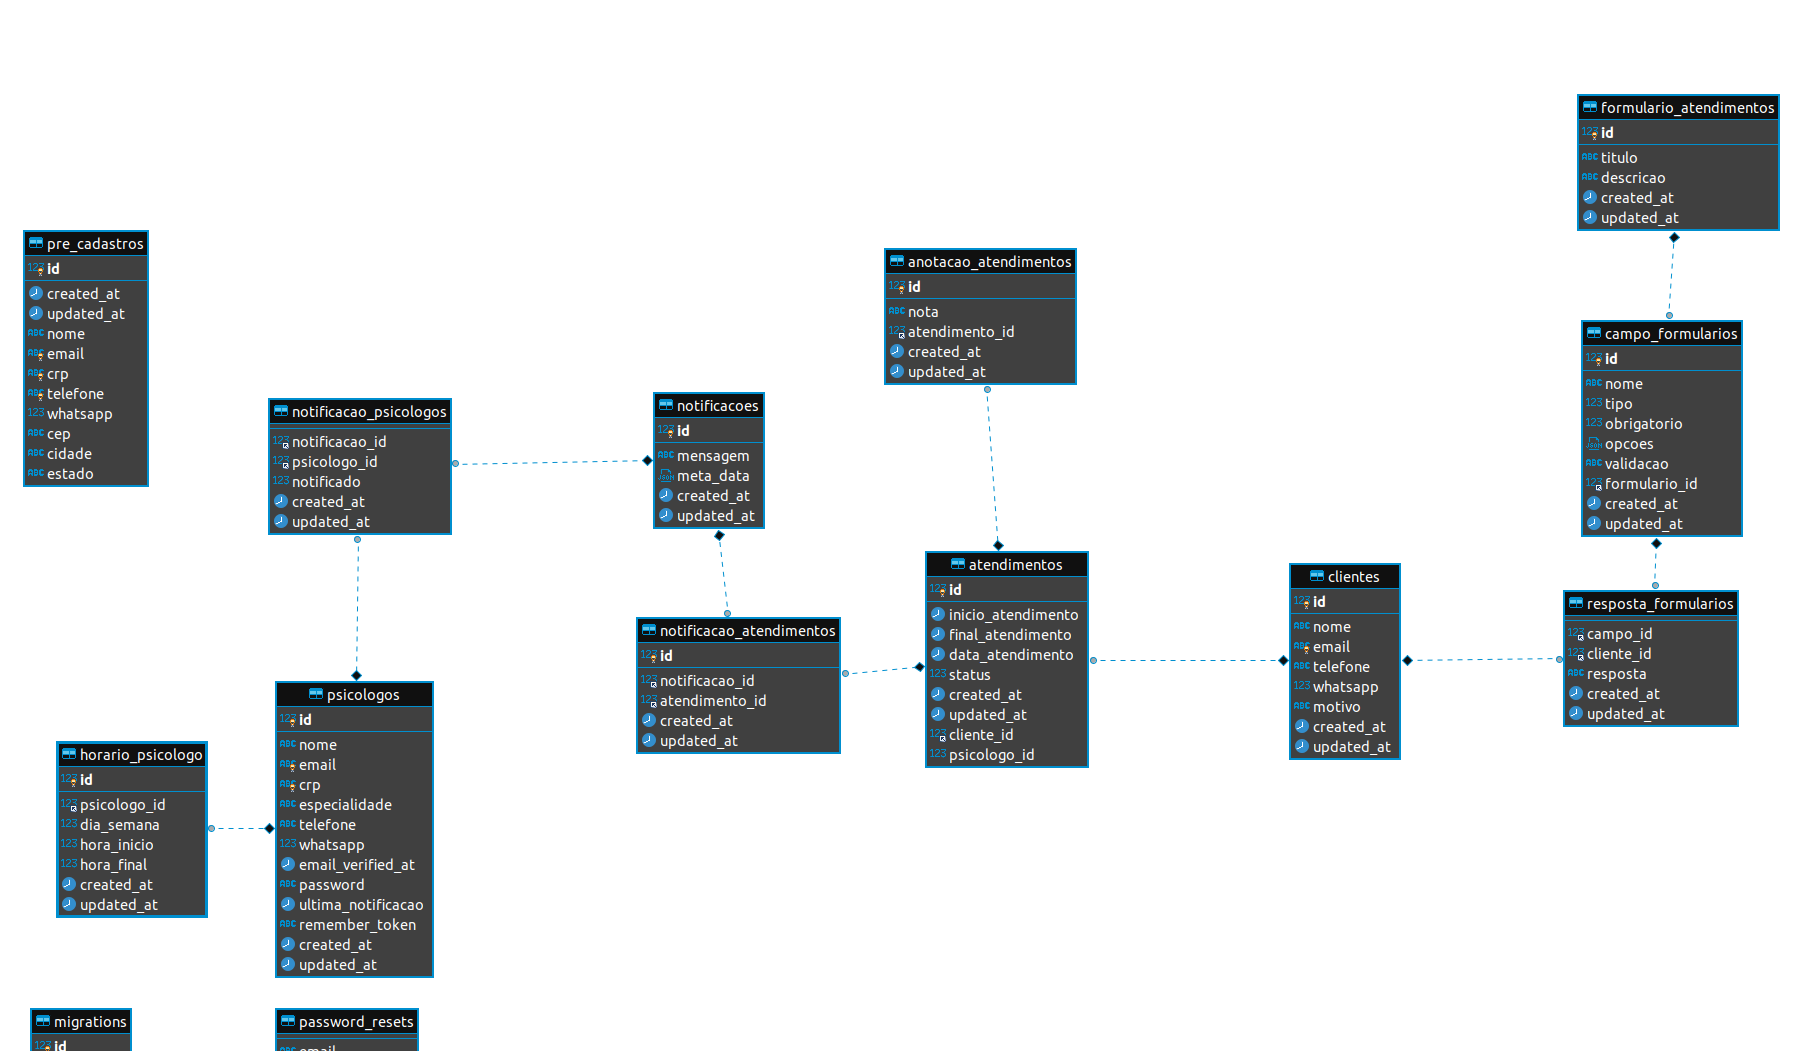 formulario_atendimentos
id
titulo
descricao
created_at
updated_at
pre_cadastros
id
created_at
updated_at
nome
email
crp
telefone
whatsapp
cep
cidade
estado
anotacao_atendimentos
id
nota
atendimento_id
created_at
updated_at
campo_formularios
id
nome
tipo
obrigatorio
opcoes
validacao
formulario_id
created_at
updated_at
notificacao_psicologos
notificacao_id
psicologo_id
notificado
created_at
updated_at
notificacoes
id
mensagem
meta_data
created_at
updated_at
atendimentos
id
inicio_atendimento
final_atendimento
data_atendimento
status
created_at
updated_at
cliente_id
psicologo_id
clientes
id
nome
email
telefone
whatsapp
motivo
created_at
updated_at
resposta_formularios
campo_id
cliente_id
resposta
created_at
updated_at
notificacao_atendimentos
id
notificacao_id
atendimento_id
created_at
updated_at
psicologos
id
nome
email
crp
especialidade
telefone
whatsapp
email_verified_at
password
ultima_notificacao
remember_token
created_at
updated_at
horario_psicologo
id
psicologo_id
dia_semana
hora_inicio
hora_final
created_at
updated_at
migrations
id
password_resets
email